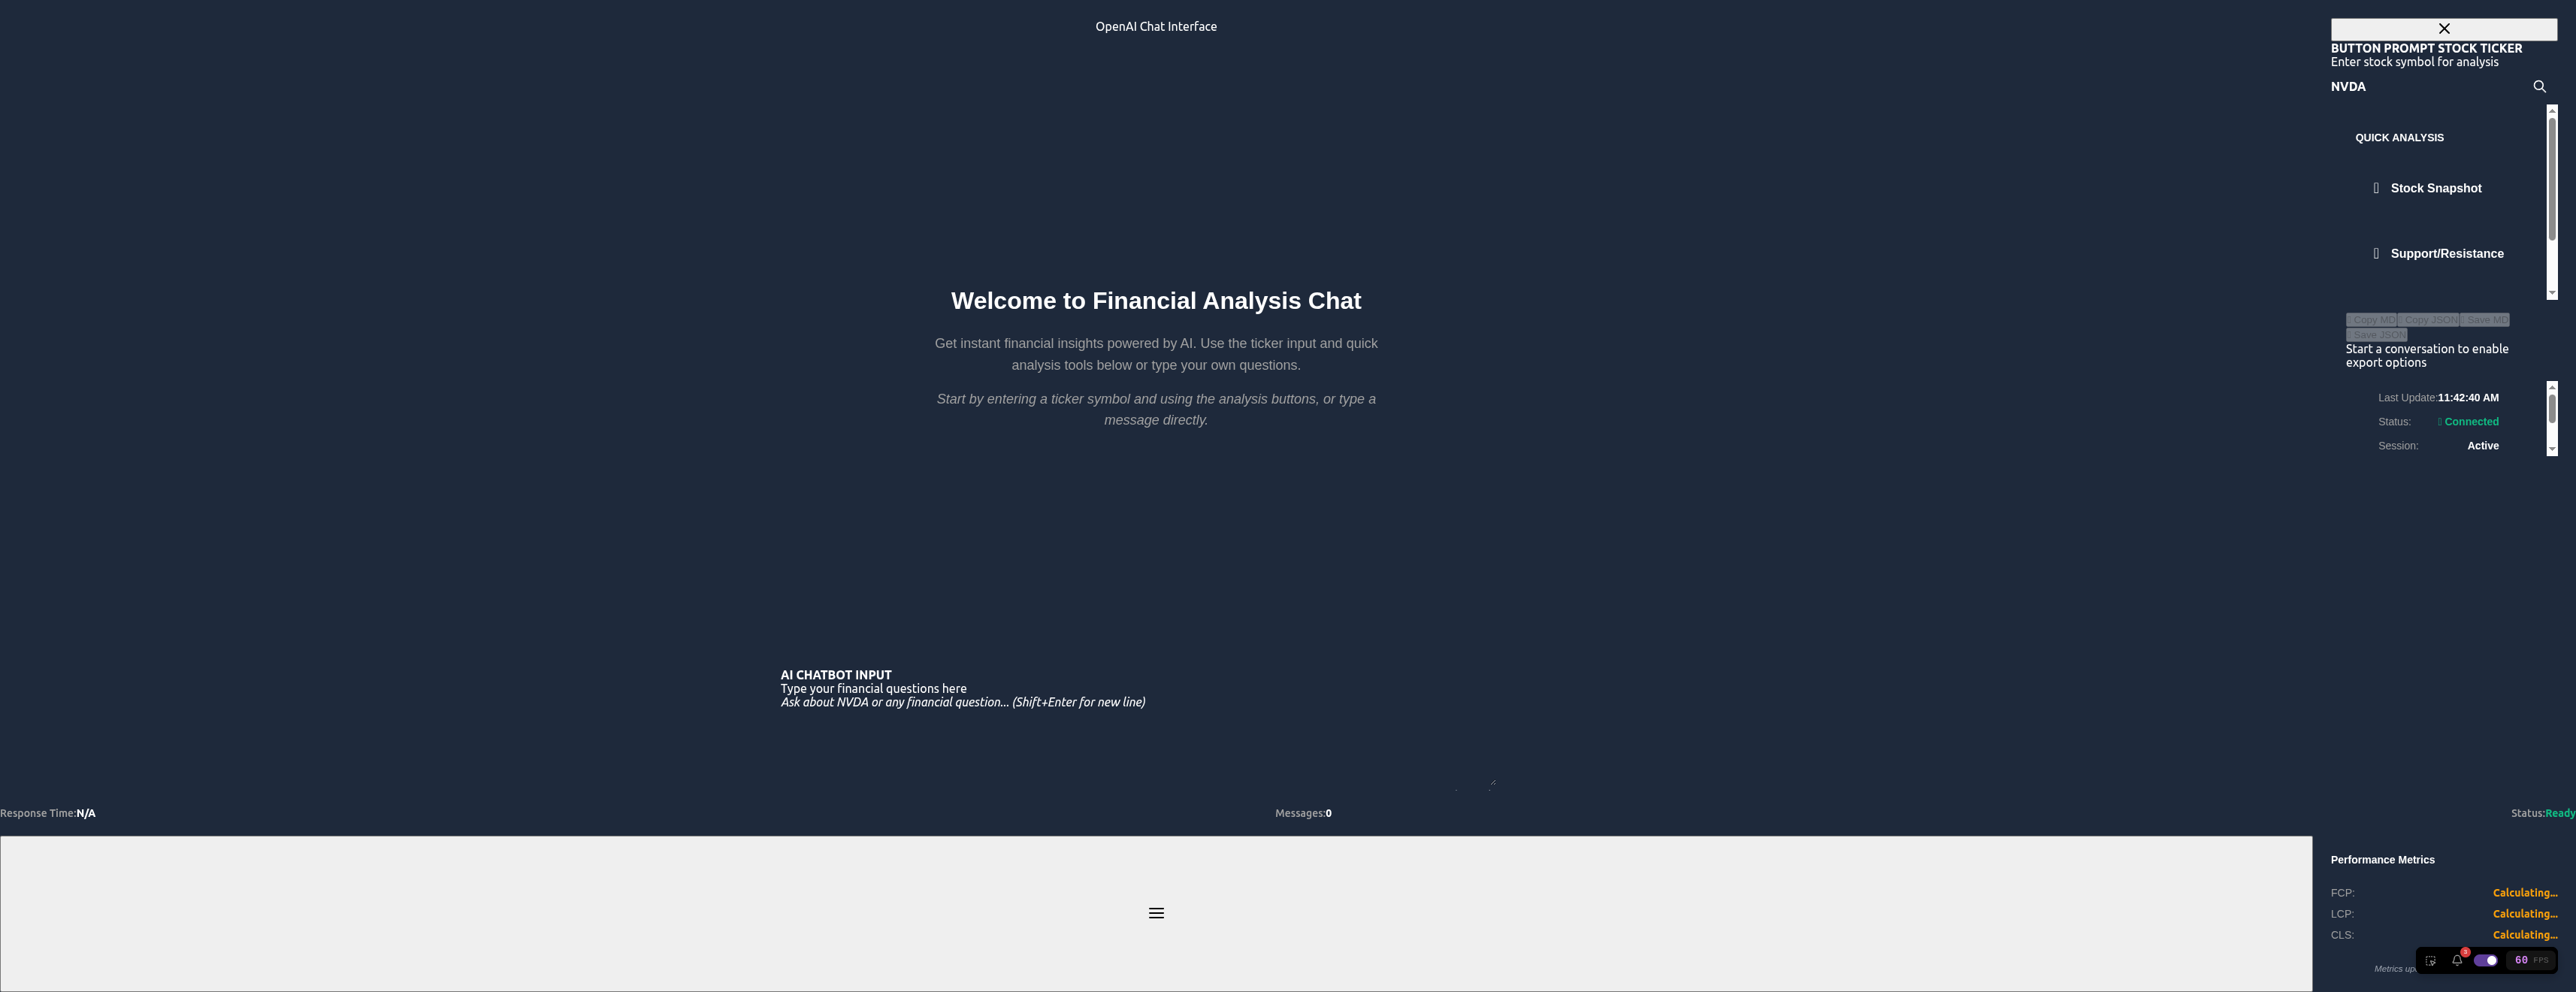 OpenAI Chat Interface
BUTTON PROMPT STOCK TICKER
Enter stock symbol for analysis
NVDA
QUICK ANALYSIS
Stock Snapshot
Support/Resistance
Copy MD Copy JSON Save MD
Save JSON
Start a conversation to enable
export options
Last Update:11:42:40 AM
Status: Connected
Session: Active
Welcome to Financial Analysis Chat
Get instant financial insights powered by AI. Use the ticker input and quick
analysis tools below or type your own questions.
Start by entering a ticker symbol and using the analysis buttons, or type a
message directly.
AI CHATBOT INPUT
Type your financial questions here
Ask about NVDA or any financial question... (Shift+Enter for new line)
Response Time:N/A
Messages:0
Status:Ready
Performance Metrics
FCP: Calculating...
LCP: Calculating...
CLS: Calculating...
Metrics
60 FPS